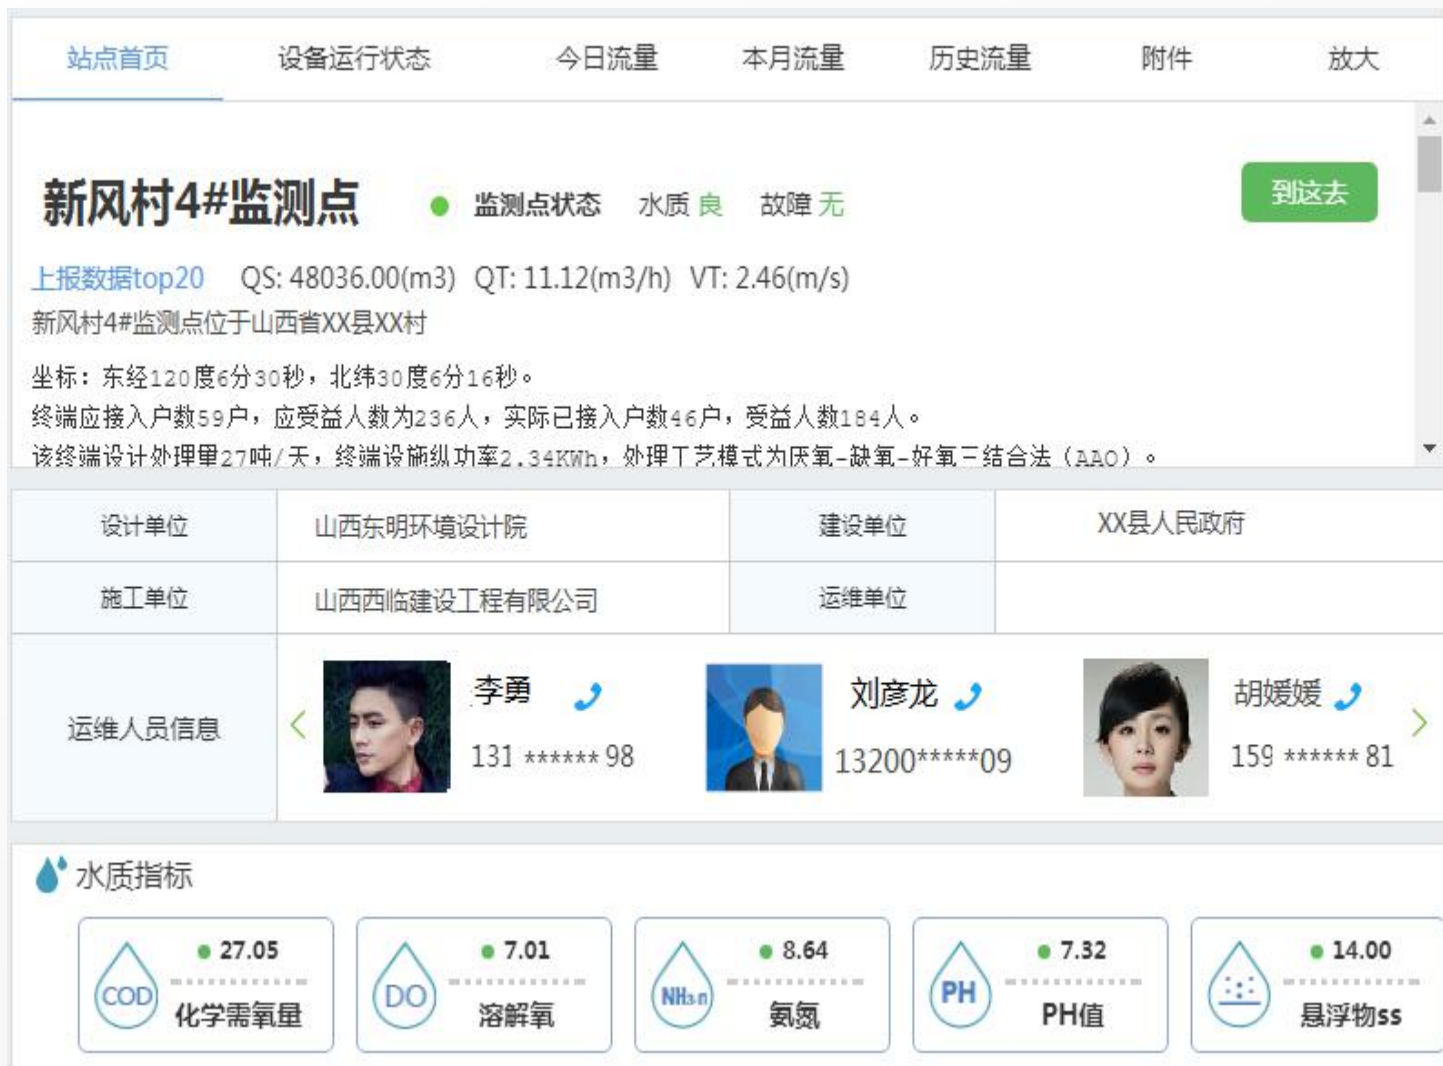 站点首页 设备运行状态 今日流量 本月流量 历史流量 附件 放大
新风村4#监测点 监测点状态 水质 良 故障 无 到这去
上报数据top20 QS: 48036.00(m3) QT: 11.12(m3/h) VT: 2.46(m/s)
新风村4#监测点位于山西省XX县XX村
坐标：东经120度6分30秒，北纬30度6分16秒。
终端应接入户数59户，应受益人数为236人，实际已接入户数46户，受益人数184人。
该终端设计处理量27吨/天，终端设施纵功率2.34KWh，处理工艺模式为厌氧-缺氧-好氧三结合法（AAO）。
设计单位 山西东明环境设计院 建设单位 XX县人民政府
施工单位 山西西临建设工程有限公司 运维单位
运维人员信息
李勇 刘彦龙 胡媛媛
131 ****** 98 13200*****09 159 ****** 81
水质指标
27.05 7.01 8.64 7.32 14.00
COD DO NH3-n PH
化学需氧量 溶解氧 氨氮 PH值 悬浮物ss